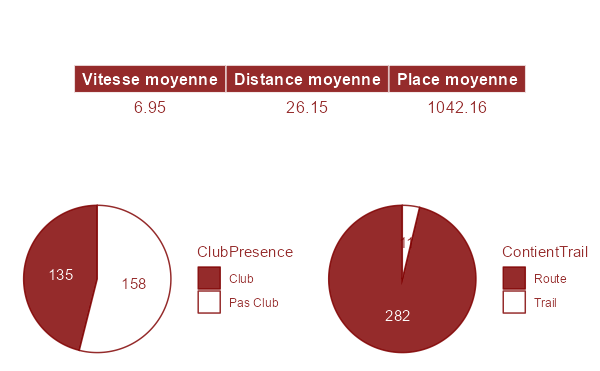 Vitesse moyenne Distance moyenne Place moyenne
6.95 26.15 1042.16
ClubPresence
135
158
Club
Pas Club
ContientTrail
11
282
Route
Trail